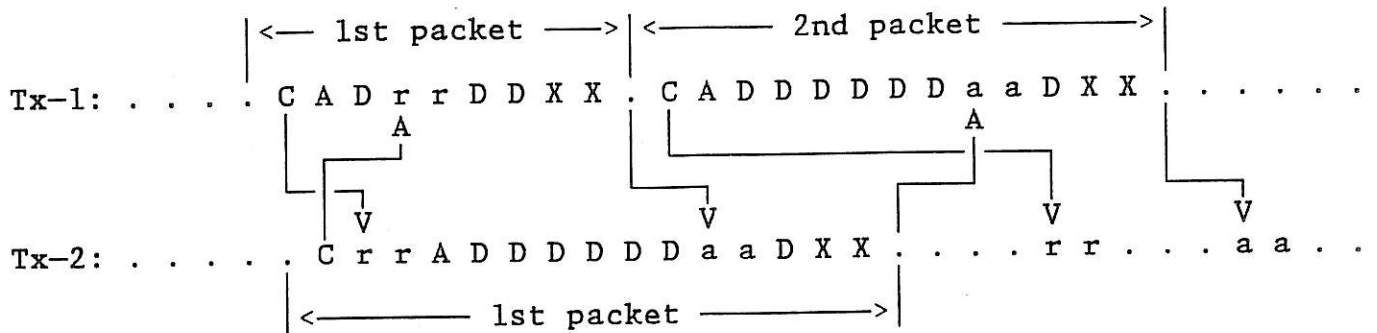 <— 1st packet —> <—— 2nd packet ——>
Tx-1: . . . . C A D r r D D X X . C A D D D D D D a a D X X . . . . . .
A A
V V V V
Tx-2: . . . . . . C r r A D D D D D D a a D X X . . . . r r . . . a a . .
<—— 1st packet ——>